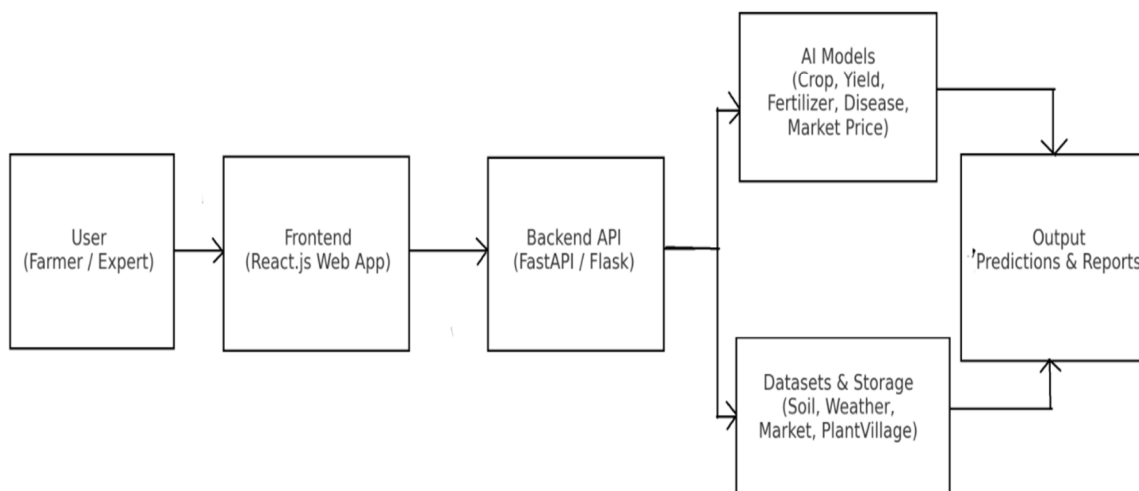 User
(Farmer / Expert)
Frontend
(React.js Web App)
Backend API
(FastAPI / Flask)
AI Models
(Crop, Yield,
Fertilizer, Disease,
Market Price)
Datasets & Storage
(Soil, Weather,
Market, PlantVillage)
Output
Predictions & Reports